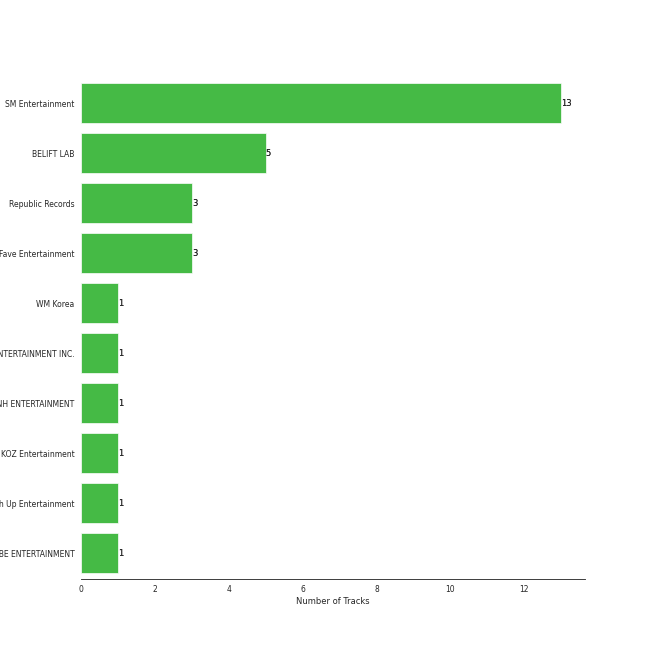 SM Entertainment 13
BELIFT LAB 5
Republic Records 3
Fave Entertainment 3
WM Korea 1
NTERTAINMENT INC. 1
NH ENTERTAINMENT 1
KOZ Entertainment 1
h Up Entertainment 1
BE ENTERTAINMENT 1
0 2 4 6 8 10 12
Number of Tracks